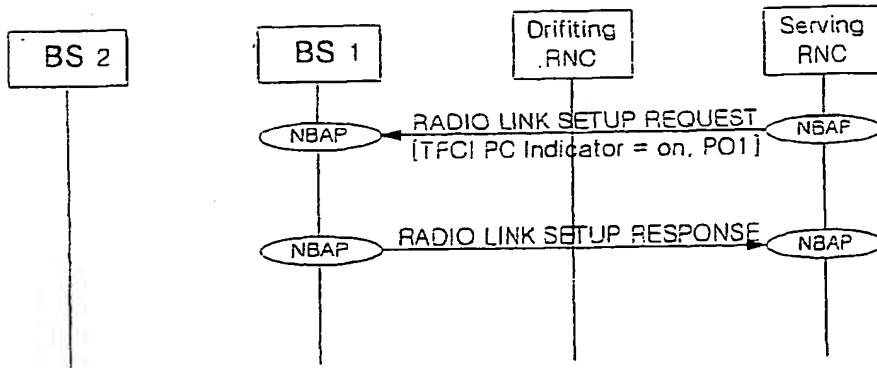 BS 2
BS 1
Drifiting
.RNC
Serving
RNC
RADIO LINK SETUP REQUEST
NBAP
NBAP
[TFCI PC Indicator = on, PO1]
RADIO LINK SETUP RESPONSE
NBAP
NBAP